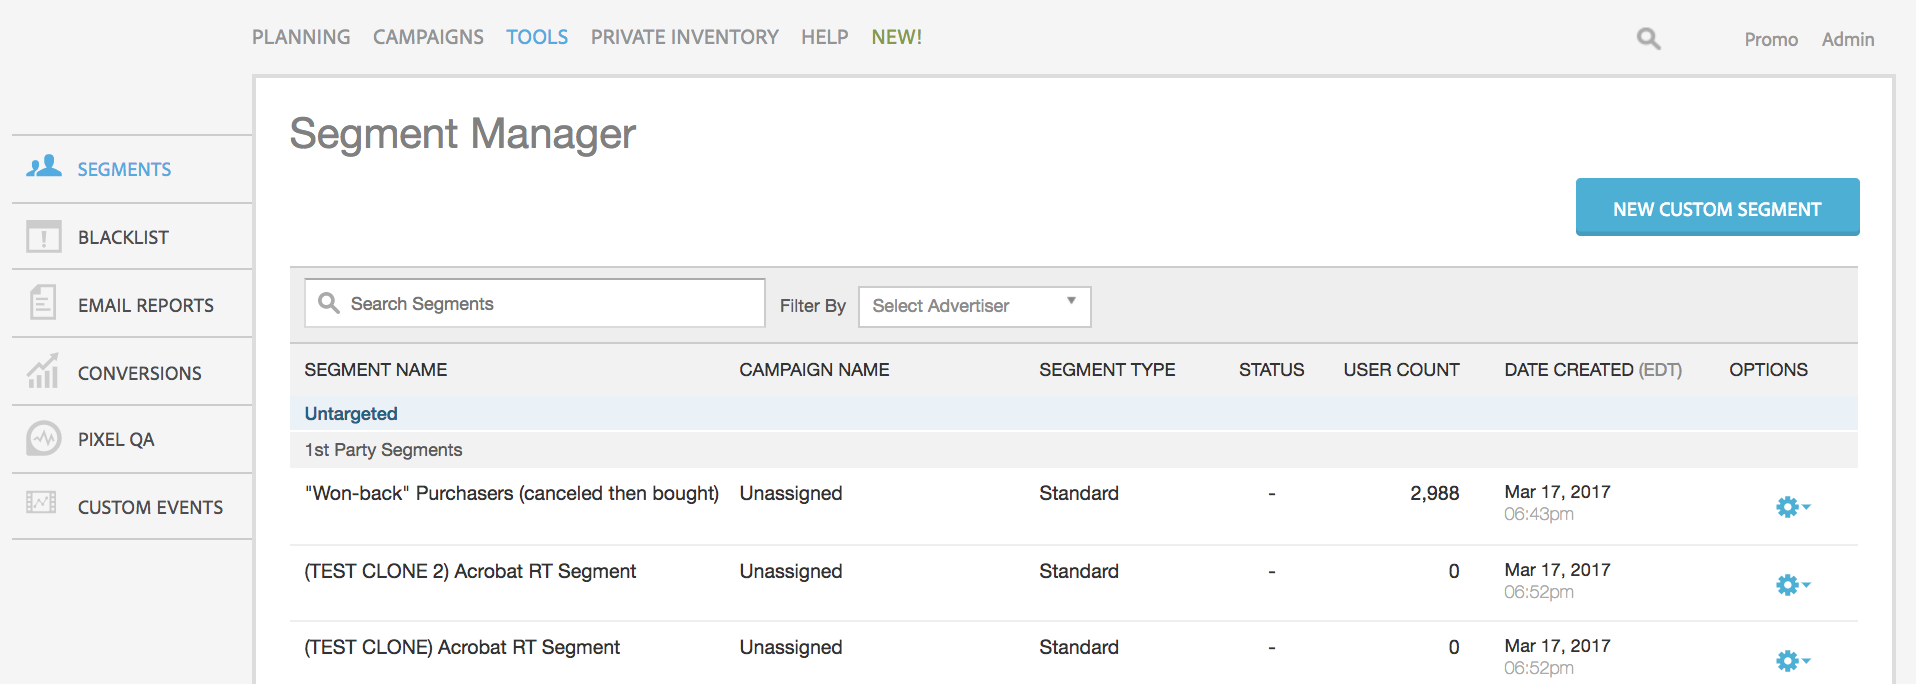 PLANNING CAMPAIGNS TOOLS PRIVATE INVENTORY HELP NEW! Promo Admin
Segment Manager
SEGMENTS
BLACKLIST
EMAIL REPORTS
CONVERSIONS
PIXEL QA
CUSTOM EVENTS
NEW CUSTOM SEGMENT
Search Segments Filter By Select Advertiser
SEGMENT NAME CAMPAIGN NAME SEGMENT TYPE STATUS USER COUNT DATE CREATED (EDT) OPTIONS
Untargeted
1st Party Segments
"Won-back" Purchasers (canceled then bought) Unassigned Standard - 2,988 Mar 17, 2017
06:43pm
(TEST CLONE 2) Acrobat RT Segment Unassigned Standard - 0 Mar 17, 2017
06:52pm
(TEST CLONE) Acrobat RT Segment Unassigned Standard - 0 Mar 17, 2017
06:52pm